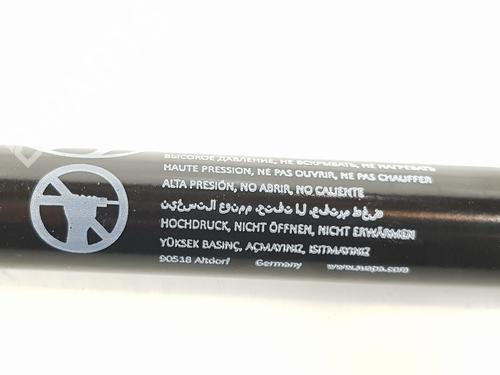 ВЫСОКОЕ ДАВЛЕНИЕ, НЕ ВСКРЫВАТЬ, НЕ НАГРЕВАТЬ
HAUTE PRESSION, NE PAS OUVRIR, NE PAS CHAUFFER
ALTA PRESIÓN, NO ABRIR, NO CALIENTE
HOCHDRUCK, NICHT ÖFFNEN, NICHT ERWÄRMEN
YÜKSEK BASINÇ, AÇMAYINIZ, ISITMAYINIZ
90518 Altdorf Germany